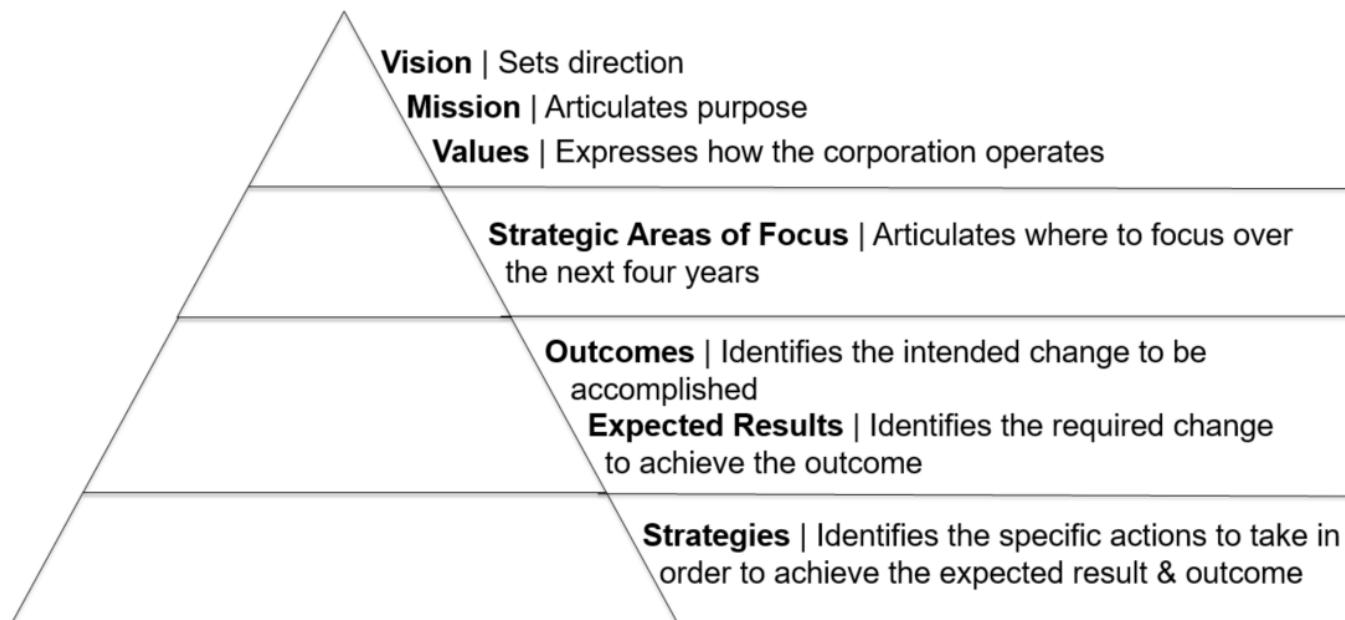 Vision | Sets direction
Mission | Articulates purpose
Values | Expresses how the corporation operates
Strategic Areas of Focus | Articulates where to focus over
the next four years
Outcomes | Identifies the intended change to be
accomplished
Expected Results | Identifies the required change
to achieve the outcome
Strategies | Identifies the specific actions to take in
order to achieve the expected result & outcome